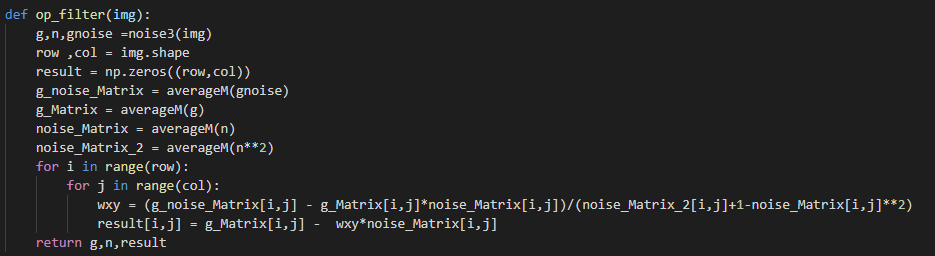 def op_filter(img):
    g,n,gnoise =noise3(img)
    row ,col = img.shape
    result = np.zeros((row,col))
    g_noise_Matrix = averageM(gnoise)
    g_Matrix = averageM(g)
    noise_Matrix = averageM(n)
    noise_Matrix_2 = averageM(n**2)
    for i in range(row):
        for j in range(col):
            wxy = (g_noise_Matrix[i,j] - g_Matrix[i,j]*noise_Matrix[i,j])/(noise_Matrix_2[i,j]+1-noise_Matrix[i,j]**2)
            result[i,j] = g_Matrix[i,j] -  wxy*noise_Matrix[i,j]
    return g,n,result